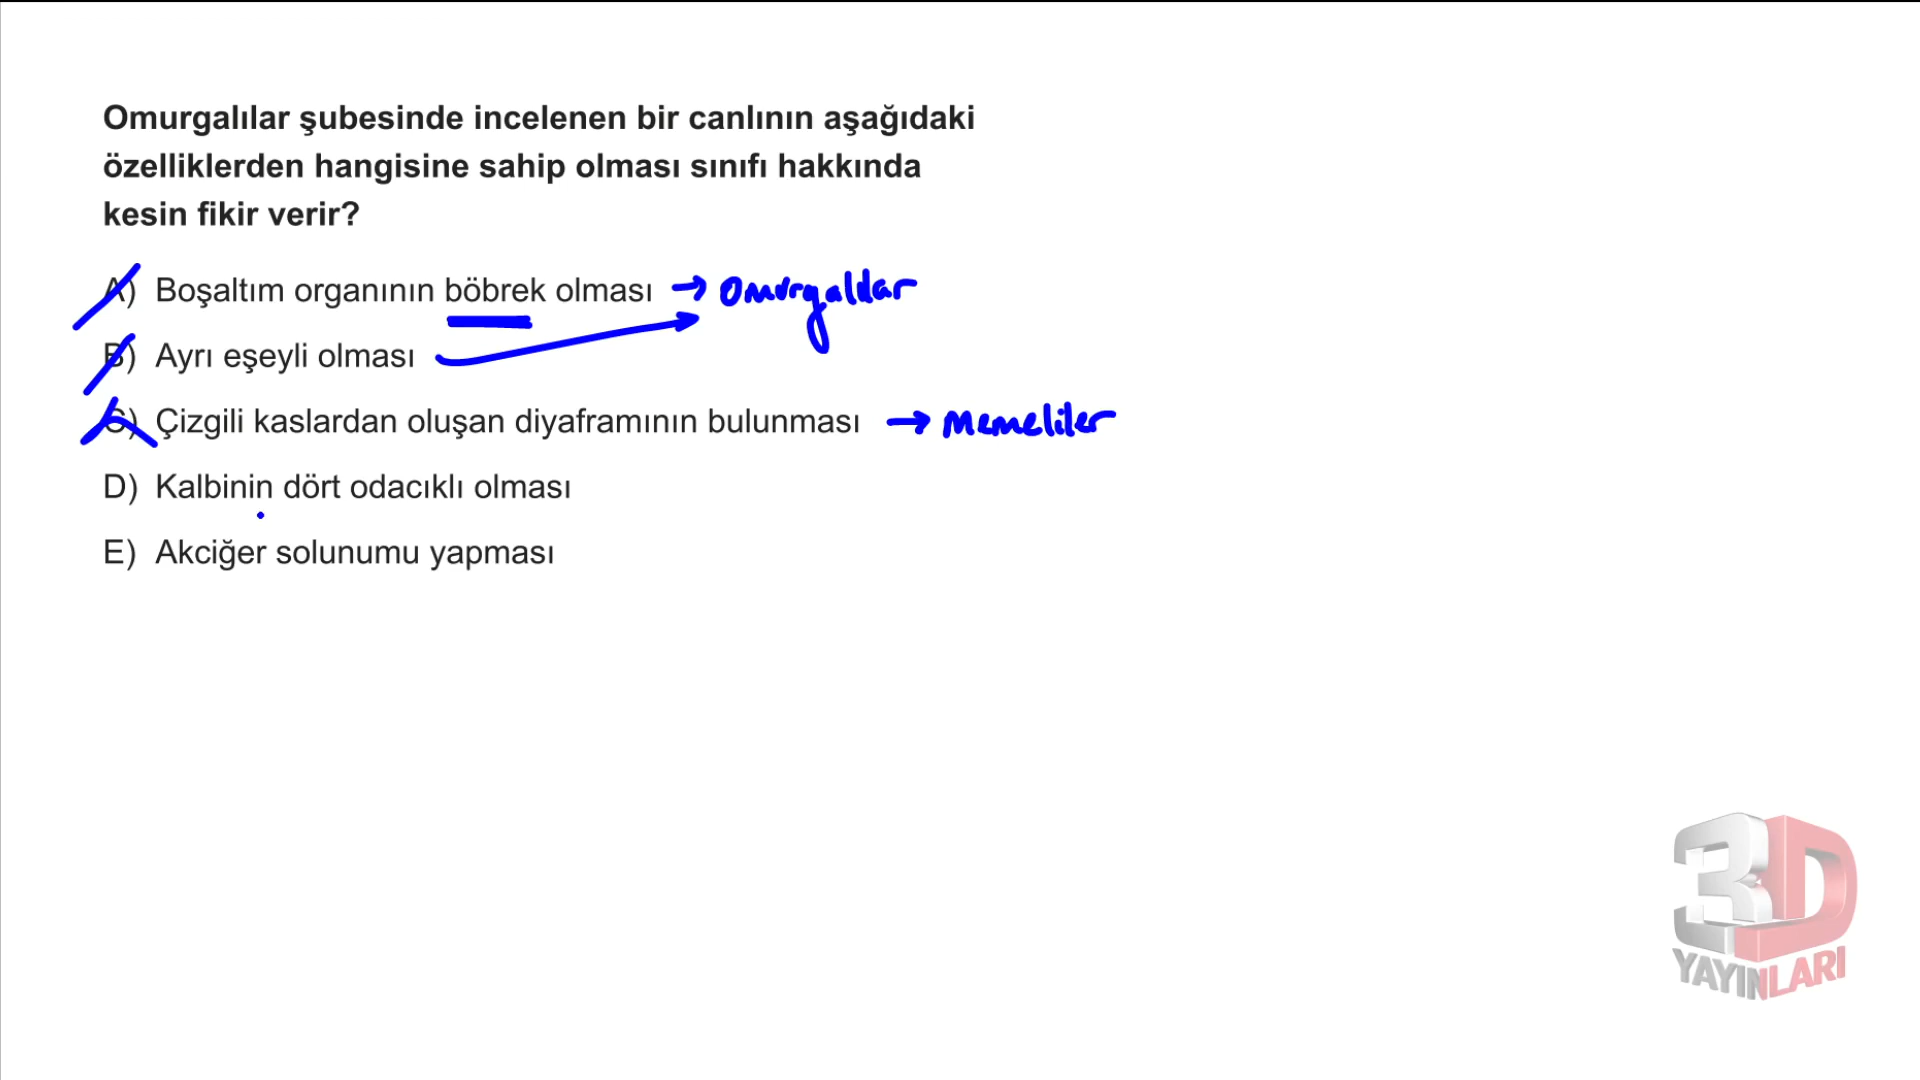 Omurgalılar şubesinde incelenen bir canlının aşağıdaki
özelliklerden hangisine sahip olması sınıfı hakkında
kesin fikir verir?
A) Boşaltım organının böbrek olması → Omurgalılar
B) Ayrı eşeyli olması
C) Çizgili kaslardan oluşan diyaframının bulunması → Memeliler
D) Kalbinin dört odacıklı olması
E) Akciğer solunumu yapması
3D
YAYINLARI